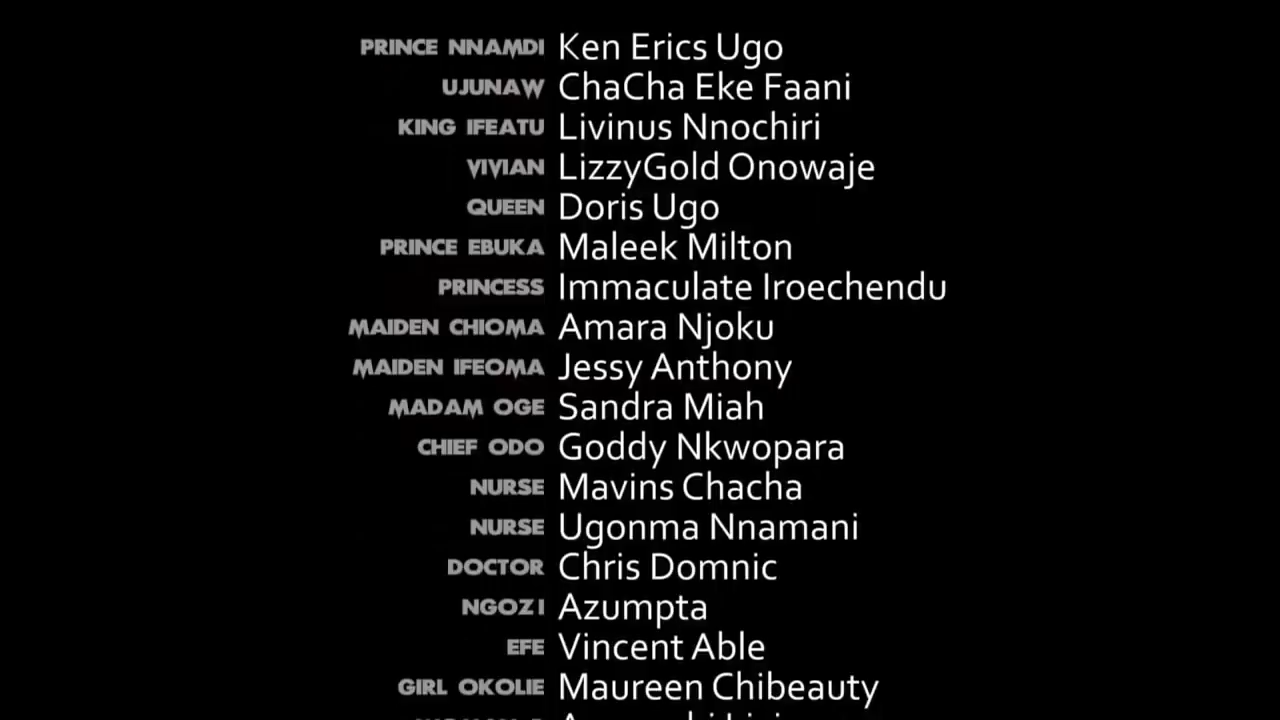 PRINCE NNAMDI Ken Erics Ugo
UJUNAW ChaCha Eke Faani
KING IFEATU Livinus Nnochiri
VIVIAN LizzyGold Onowaje
QUEEN Doris Ugo
PRINCE EBUKA Maleek Milton
PRINCESS Immaculate Iroechendu
MAIDEN CHIOMA Amara Njoku
MAIDEN IFEOMA Jessy Anthony
MADAM OGE Sandra Miah
CHIEF ODO Goddy Nkwopara
NURSE Mavins Chacha
NURSE Ugonma Nnamani
DOCTOR Chris Domnic
NGOZI Azumpta
EFE Vincent Able
GIRL OKOLIE Maureen Chibeauty